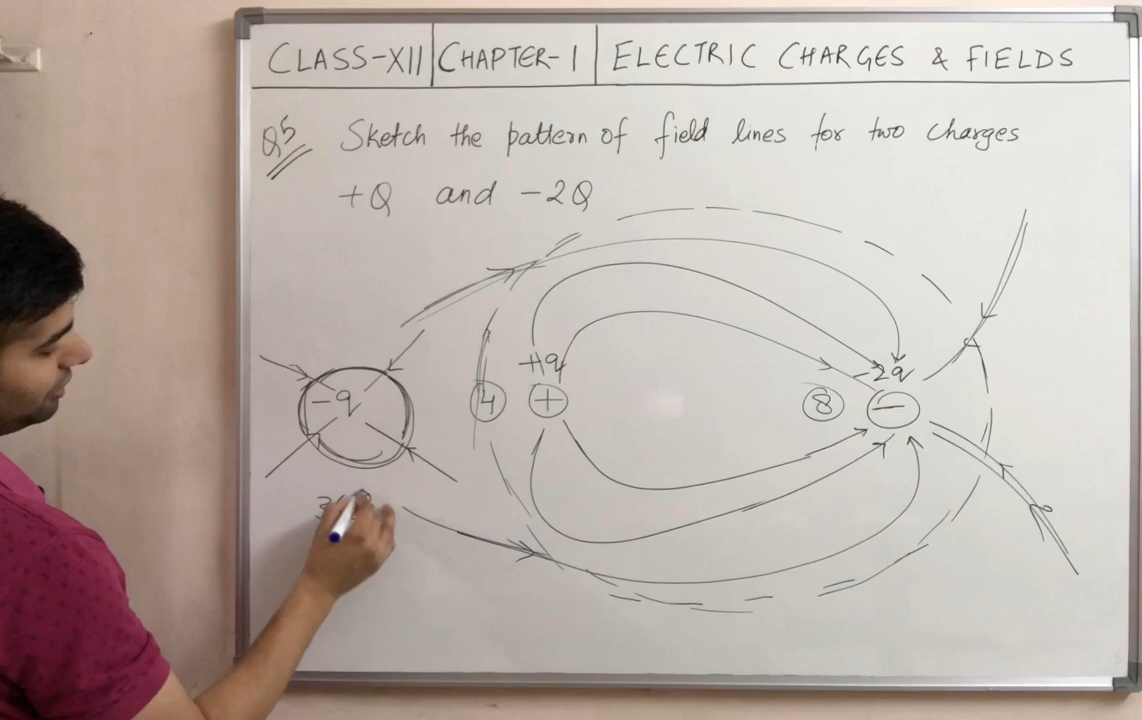 CLASS-XII CHAPTER-1 ELECTRIC CHARGES & FIELDS
Q5 Sketch the pattern of field lines for two charges
+Q and -2Q
+q
-2q
-q
4
+
8
-